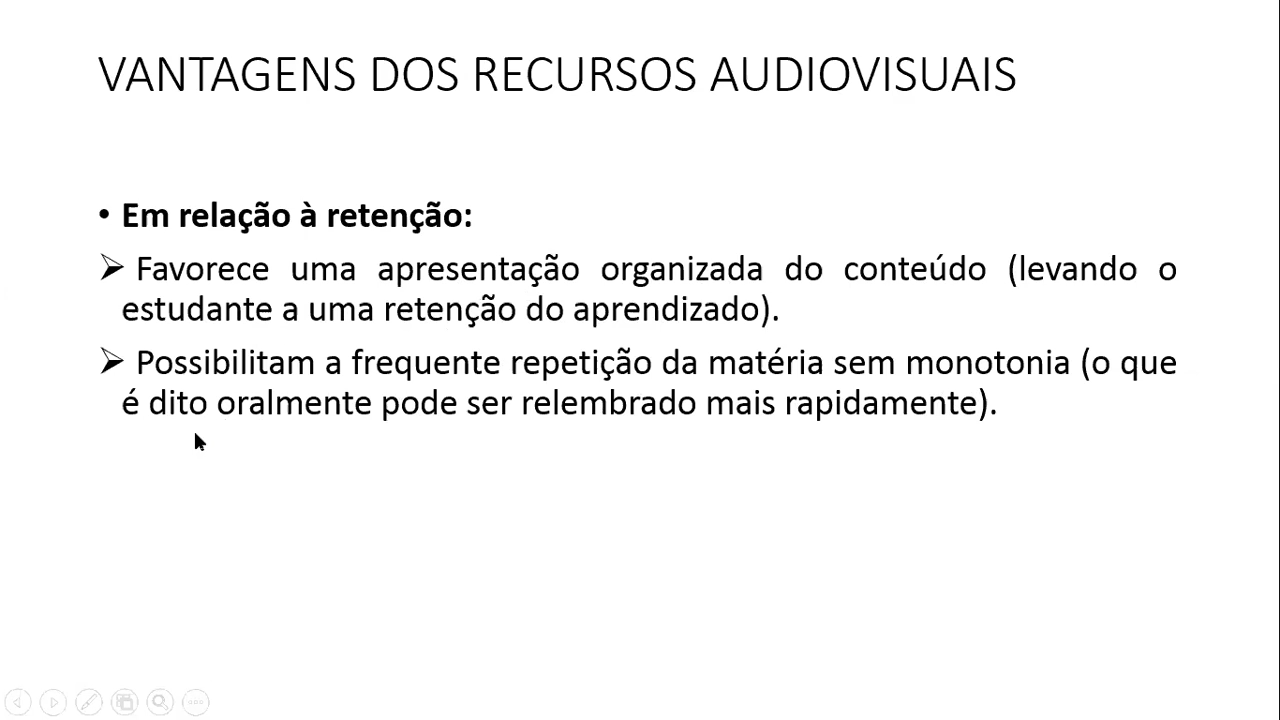 VANTAGENS DOS RECURSOS AUDIOVISUAIS
• Em relação à retenção:
➢ Favorece uma apresentação organizada do conteúdo (levando o
estudante a uma retenção do aprendizado).
➢ Possibilitam a frequente repetição da matéria sem monotonia (o que
é dito oralmente pode ser relembrado mais rapidamente).